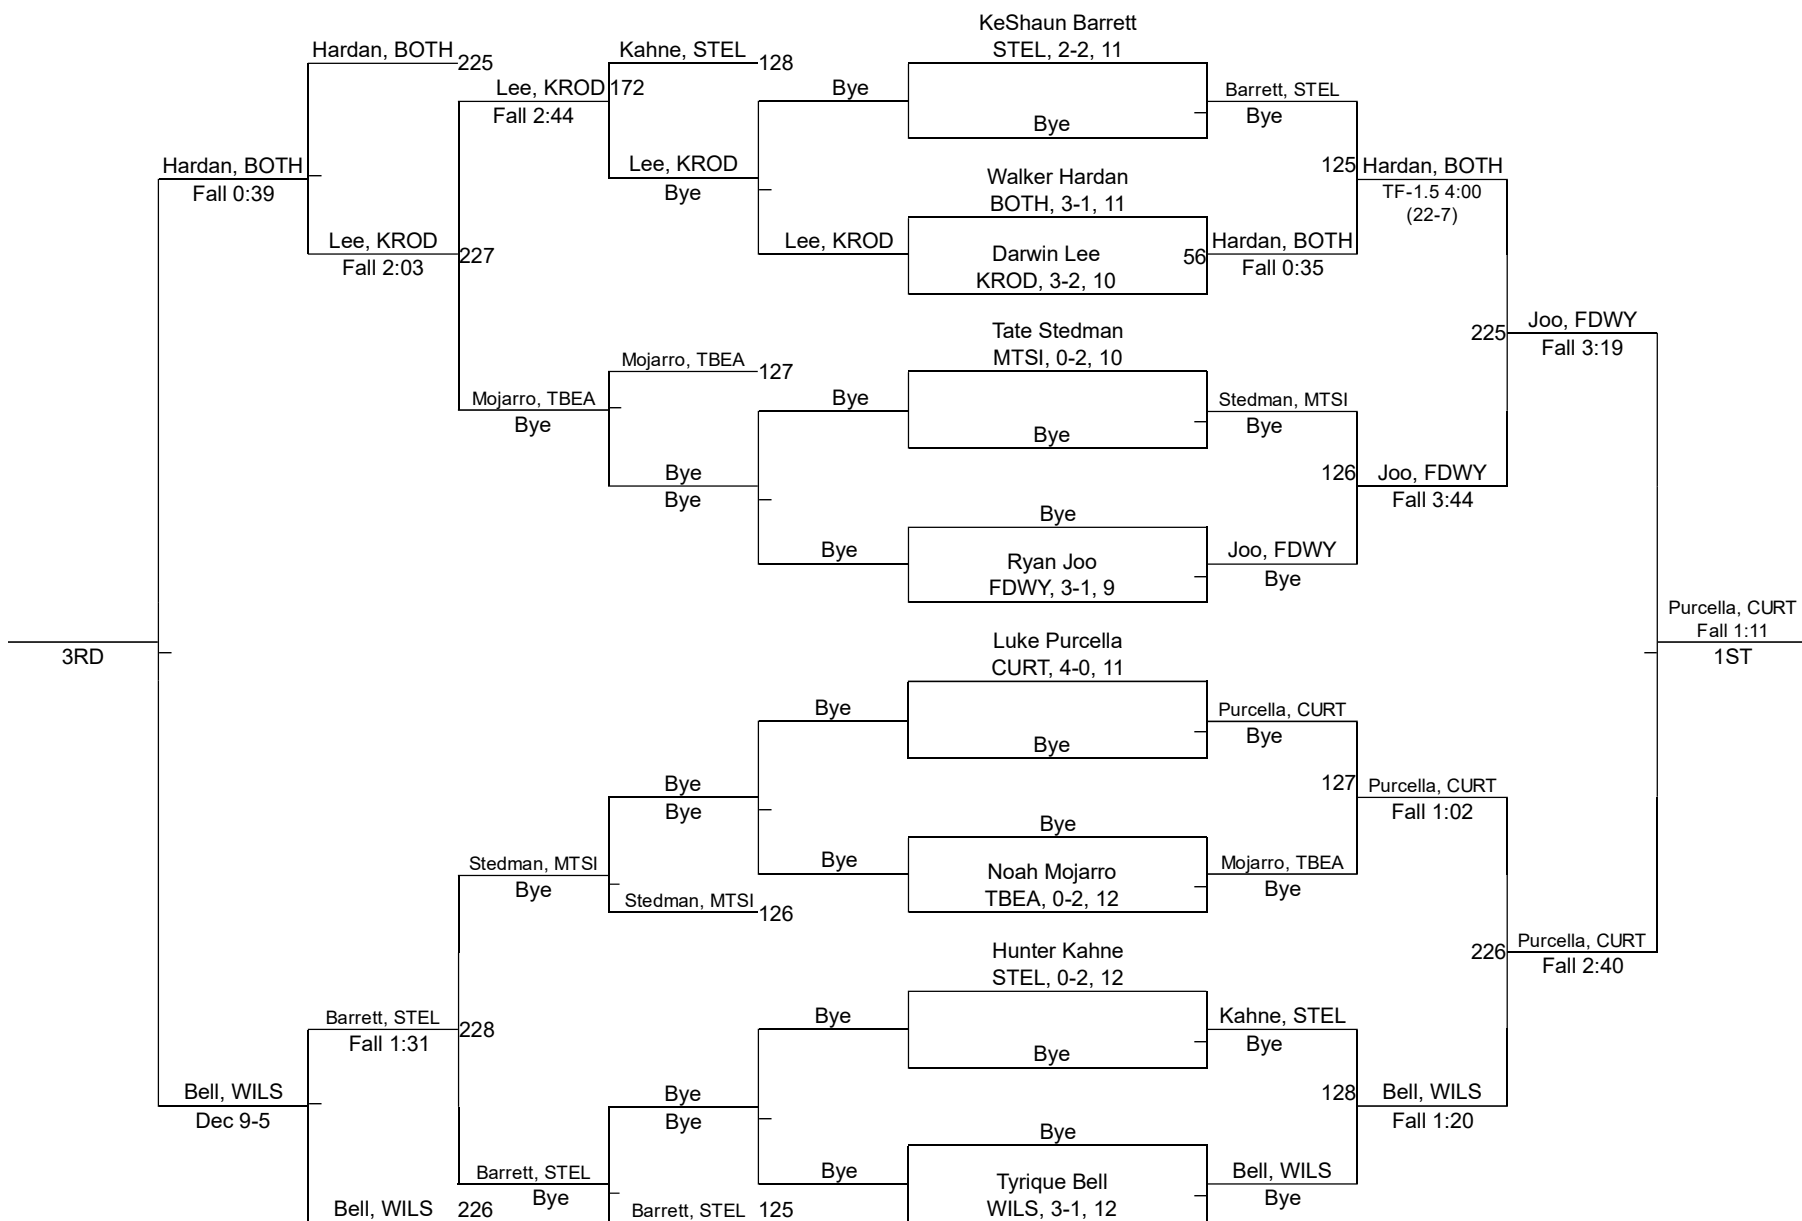 KeShaun Barrett
Hardan, BOTH
225
Kahne, STEL
128
STEL, 2-2, 11
Lee, KROD
172
Bye
Barrett, STEL
Fall 2:44
Bye
Bye
Hardan, BOTH
Lee, KROD
125
Hardan, BOTH
Fall 0:39
Bye
Walker Hardan
TF-1.5 4:00
BOTH, 3-1, 11
(22-7)
Lee, KROD
227
Lee, KROD
Darwin Lee
56
Hardan, BOTH
Fall 2:03
KROD, 3-2, 10
Fall 0:35
Tate Stedman
225
Joo, FDWY
Mojarro, TBEA
127
MTSI, 0-2, 10
Fall 3:19
Mojarro, TBEA
Bye
Stedman, MTSI
Bye
Bye
Bye
Bye
126
Joo, FDWY
Bye
Fall 3:44
Bye
Bye
Ryan Joo
Joo, FDWY
FDWY, 3-1, 9
Bye
Purcella, CURT
Fall 1:11
3RD
Luke Purcella
1ST
CURT, 4-0, 11
Bye
Purcella, CURT
Bye
Bye
Bye
127
Purcella, CURT
Bye
Fall 1:02
Bye
Stedman, MTSI
Bye
Noah Mojarro
Mojarro, TBEA
Bye
TBEA, 0-2, 12
Bye
Stedman, MTSI
126
Hunter Kahne
226
Purcella, CURT
STEL, 0-2, 12
Fall 2:40
Barrett, STEL
228
Bye
Kahne, STEL
Fall 1:31
Bye
Bye
Bell, WILS
Bye
128
Bell, WILS
Dec 9-5
Bye
Fall 1:20
Bye
Barrett, STEL
Bye
Tyrique Bell
Bell, WILS
Bye
WILS, 3-1, 12
Bye
Bell, WILS
226
Barrett, STEL
125